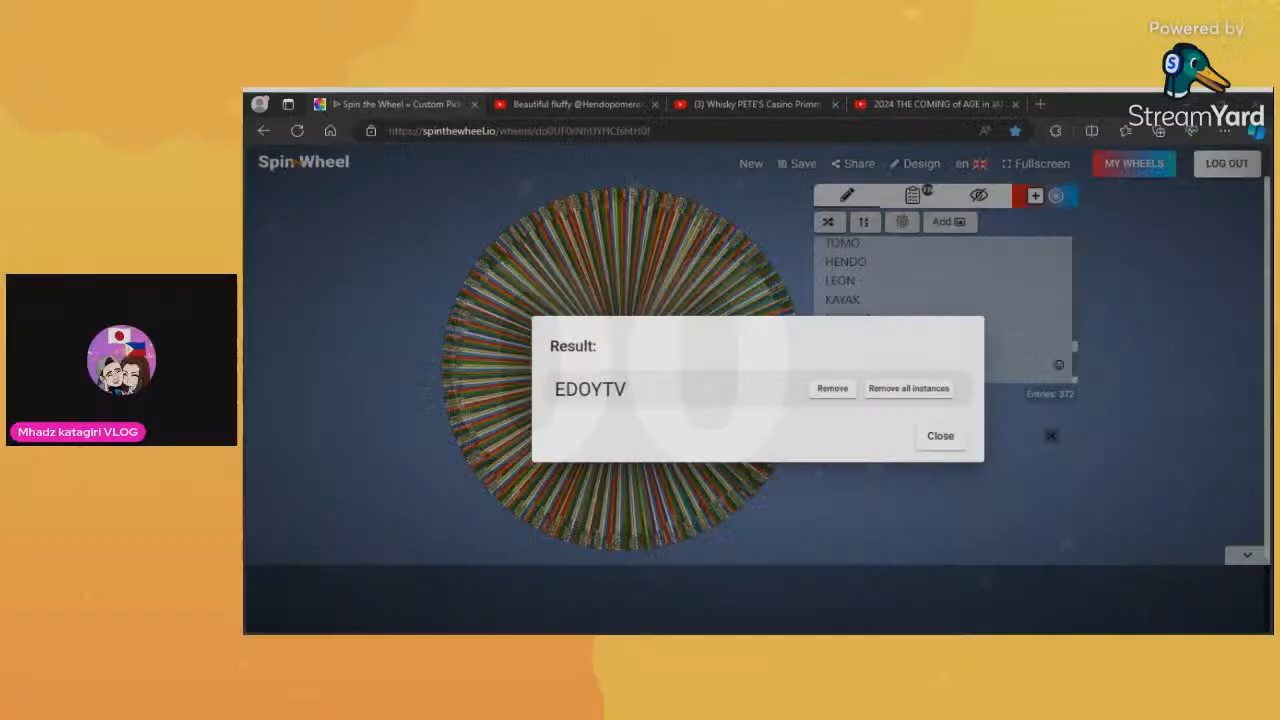 Powered by
StreamYard
Spin the Wheel - Custom Pick
Beautiful fluffy @Hendopomera
(3) Whisky PETE'S Casino Primm
2024 THE COMING of AGE in JA
Spin Wheel
New Save Share Design en Fullscreen MY WHEELS LOG OUT
Add
TOMO
HENDO
LEON
KAYAK
Result:
EDOYTV Remove Remove all instances
Entries: 372
Close
Mhadz katagiri VLOG